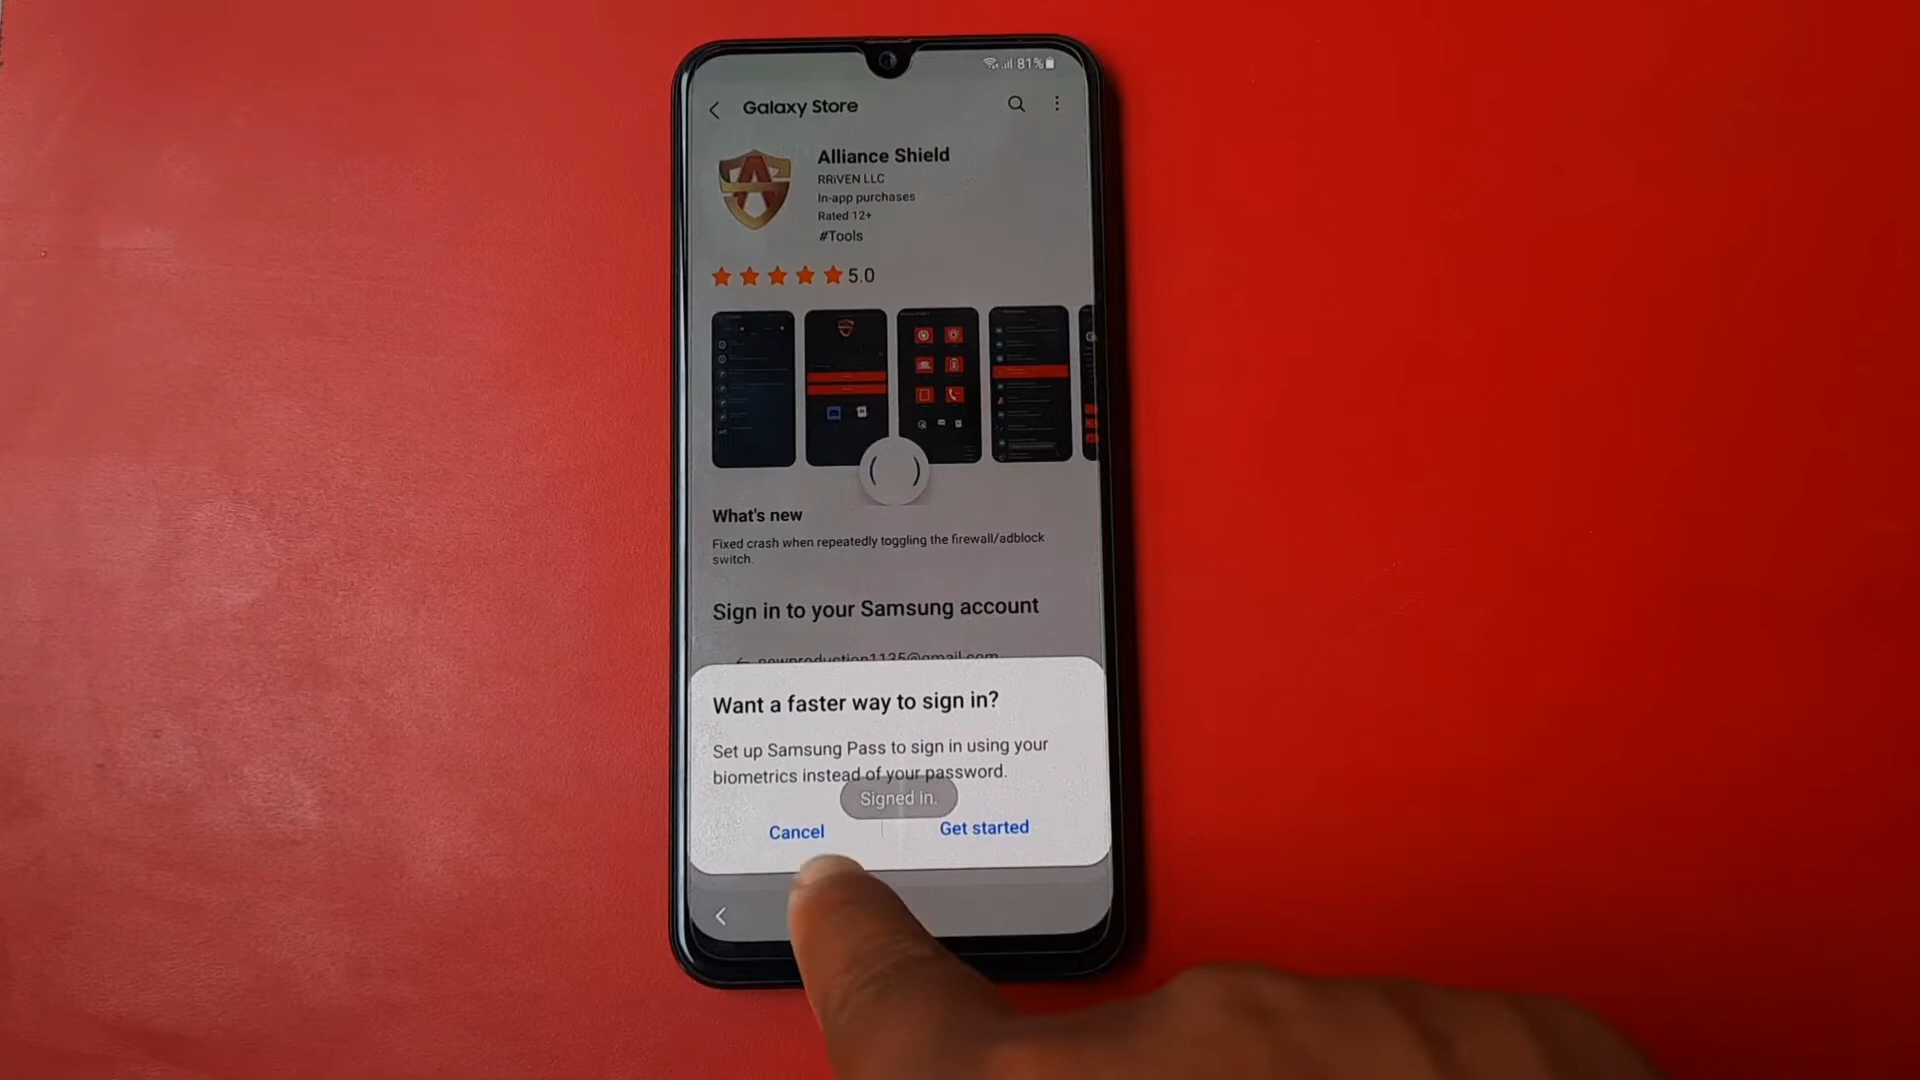 81%
Galaxy Store
Alliance Shield
RRiVEN LLC
In-app purchases
Rated 12+
#Tools
5.0
What's new
Fixed crash when repeatedly toggling the firewall/adblock
switch.
Sign in to your Samsung account
newproduction1135@gmail.com
Want a faster way to sign in?
Set up Samsung Pass to sign in using your
biometrics instead of your password.
Signed in.
Cancel
Get started